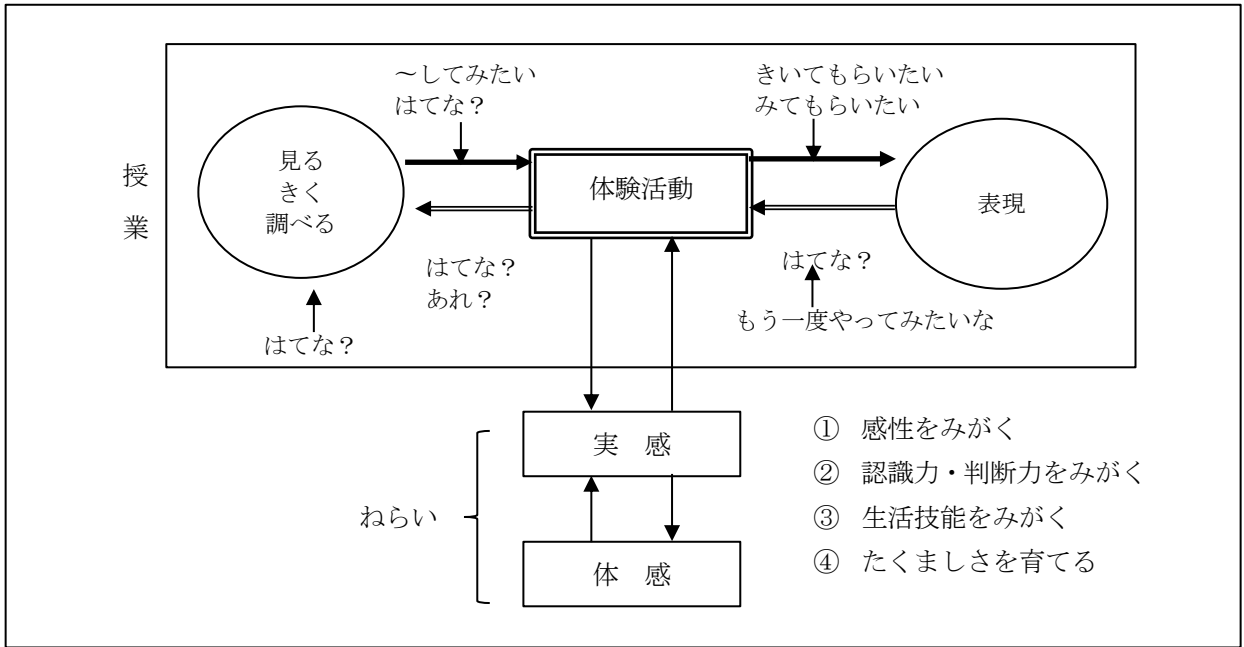 ～してみたい
はてな？
きいてもらいたい
みてもらいたい
授
業
見る
きく
調べる
体験活動
表現
はてな？
あれ？
はてな？
もう一度やってみたいな
はてな？
実　感
体　感
ねらい
①　感性をみがく
②　認識力・判断力をみがく
③　生活技能をみがく
④　たくましさを育てる